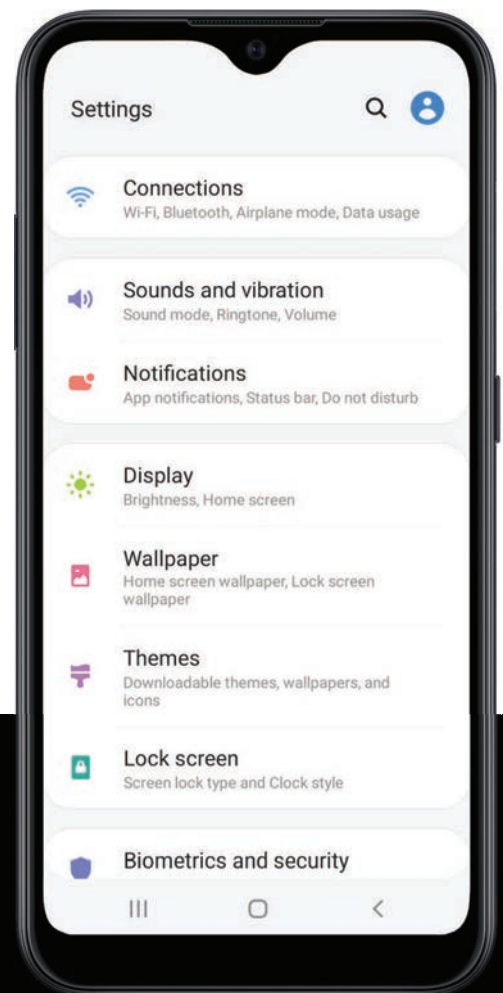 Settings
Connections
Wi-Fi, Bluetooth, Airplane mode, Data usage
Sounds and vibration
Sound mode, Ringtone, Volume
Notifications
App notifications, Status bar, Do not disturb
Display
Brightness, Home screen
Wallpaper
Home screen wallpaper, Lock screen
wallpaper
Themes
Downloadable themes, wallpapers, and
icons
Lock screen
Screen lock type and Clock style
Biometrics and security